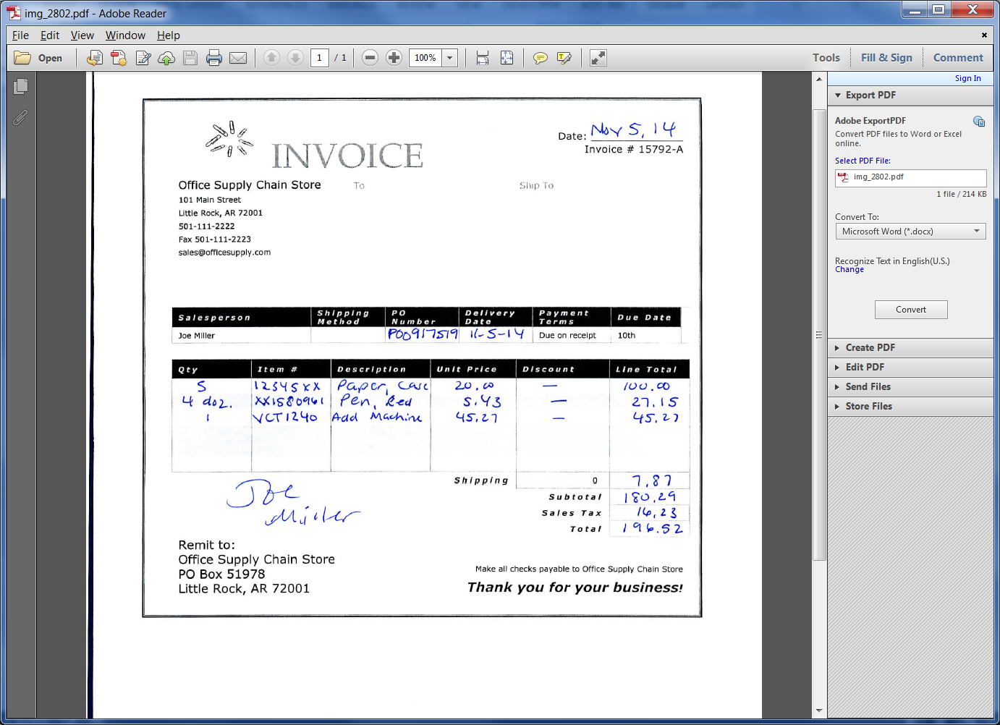 img_2802.pdf - Adobe Reader
File Edit View Window Help
Open 1 / 1 100% Tools Fill & Sign Comment
Sign In
Export PDF
Adobe ExportPDF
Convert PDF files to Word or Excel
online.
Select PDF File:
img_2802.pdf
1 file / 214 KB
Convert To:
Microsoft Word (*.docx)
Recognize Text in English(U.S.)
Change
Convert
Create PDF
Edit PDF
Send Files
Store Files
INVOICE
Date: Nov 5, 14
Invoice # 15792-A
Office Supply Chain Store To Ship To
101 Main Street
Little Rock, AR 72001
501-111-2222
Fax 501-111-2223
sales@officesupply.com
Salesperson Shipping Method PO Number Delivery Date Payment Terms Due Date
Joe Miller PO0917519 11-5-14 Due on receipt 10th
Qty Item # Description Unit Price Discount Line Total
5 12345XX Paper, Case 20.00 — 100.00
4 doz. XX1580961 Pen, Red 5.43 — 27.15
1 VCT1240 Add Machine 45.27 — 45.27
Shipping 0 7.87
Subtotal 180.29
Sales Tax 16.23
Total 196.52
Joe
Miller
Remit to:
Office Supply Chain Store
PO Box 51978
Little Rock, AR 72001
Make all checks payable to Office Supply Chain Store
Thank you for your business!